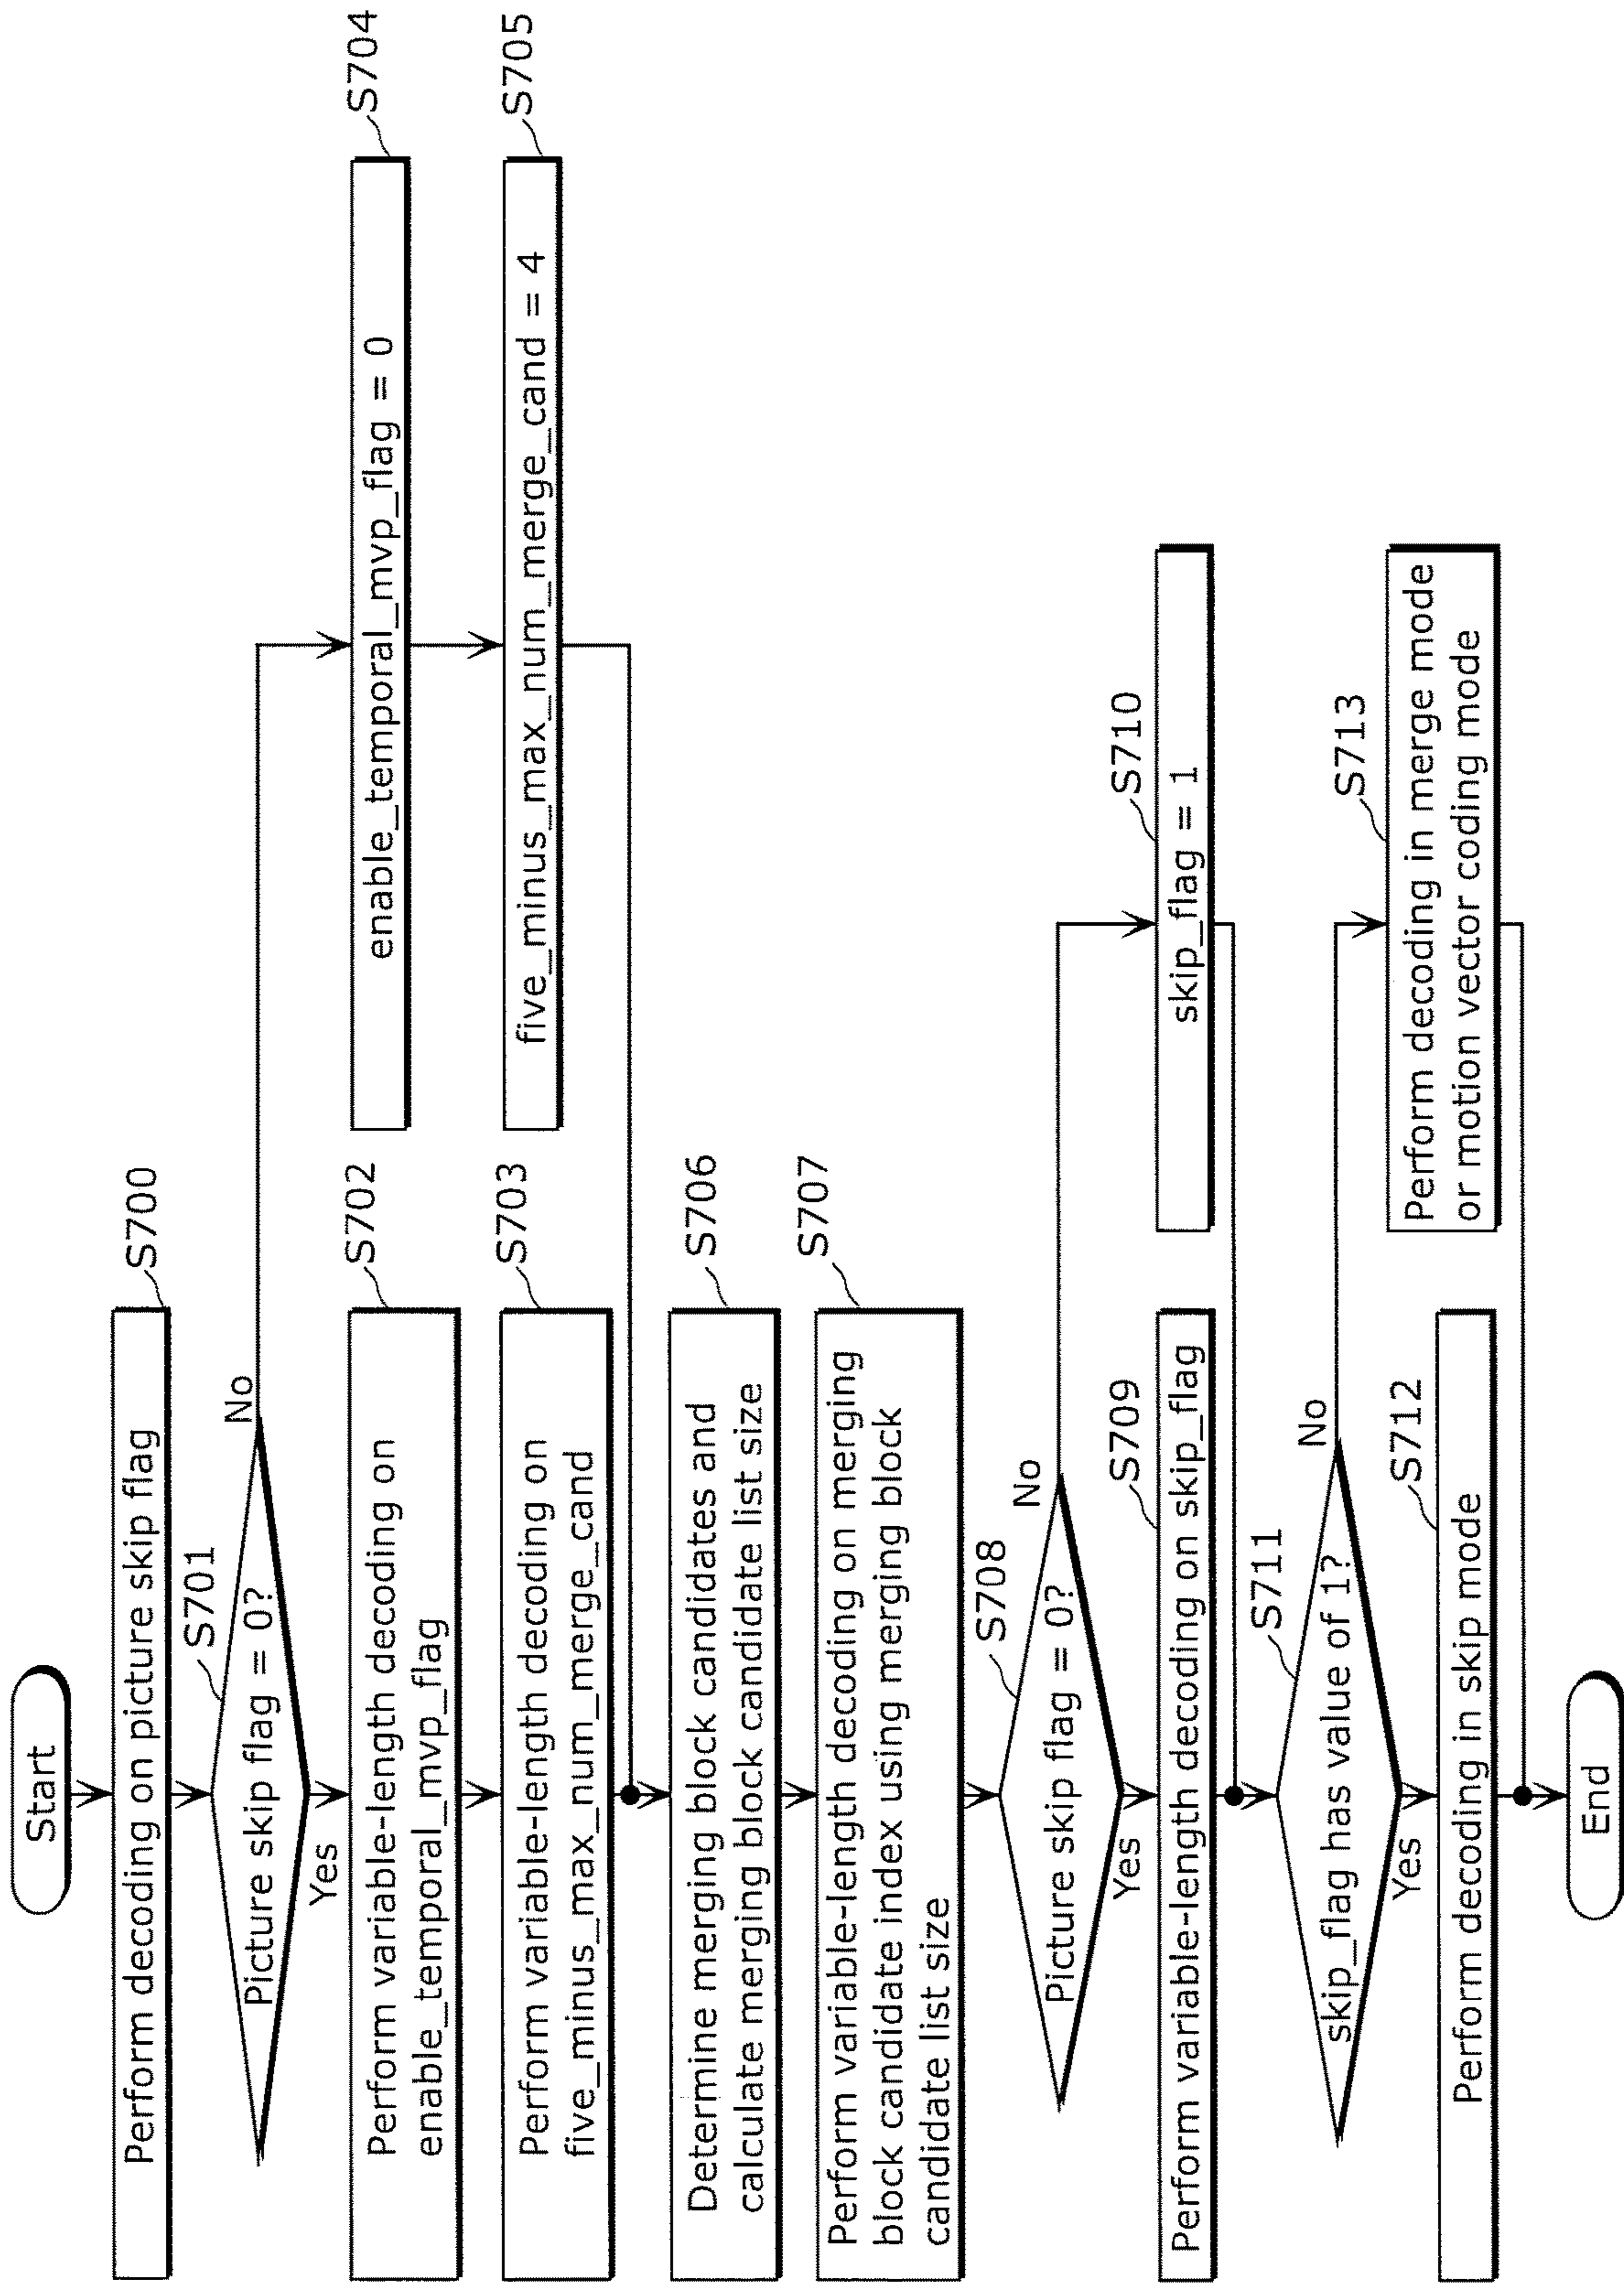 Start
S700
Perform decoding on picture skip flag
S701
Picture skip flag = 0?
No
Yes
S702
Perform variable-length decoding on
enable_temporal_mvp_flag
S704
enable_temporal_mvp_flag = 0
S703
Perform variable-length decoding on
five_minus_max_num_merge_cand
S705
five_minus_max_num_merge_cand = 4
S706
Determine merging block candidates and
calculate merging block candidate list size
S707
Perform variable-length decoding on merging
block candidate index using merging block
candidate list size
S708
Picture skip flag = 0?
No
Yes
S709
Perform variable-length decoding on skip_flag
S710
skip_flag = 1
S711
skip_flag has value of 1?
No
Yes
S712
Perform decoding in skip mode
S713
Perform decoding in merge mode
or motion vector coding mode
End